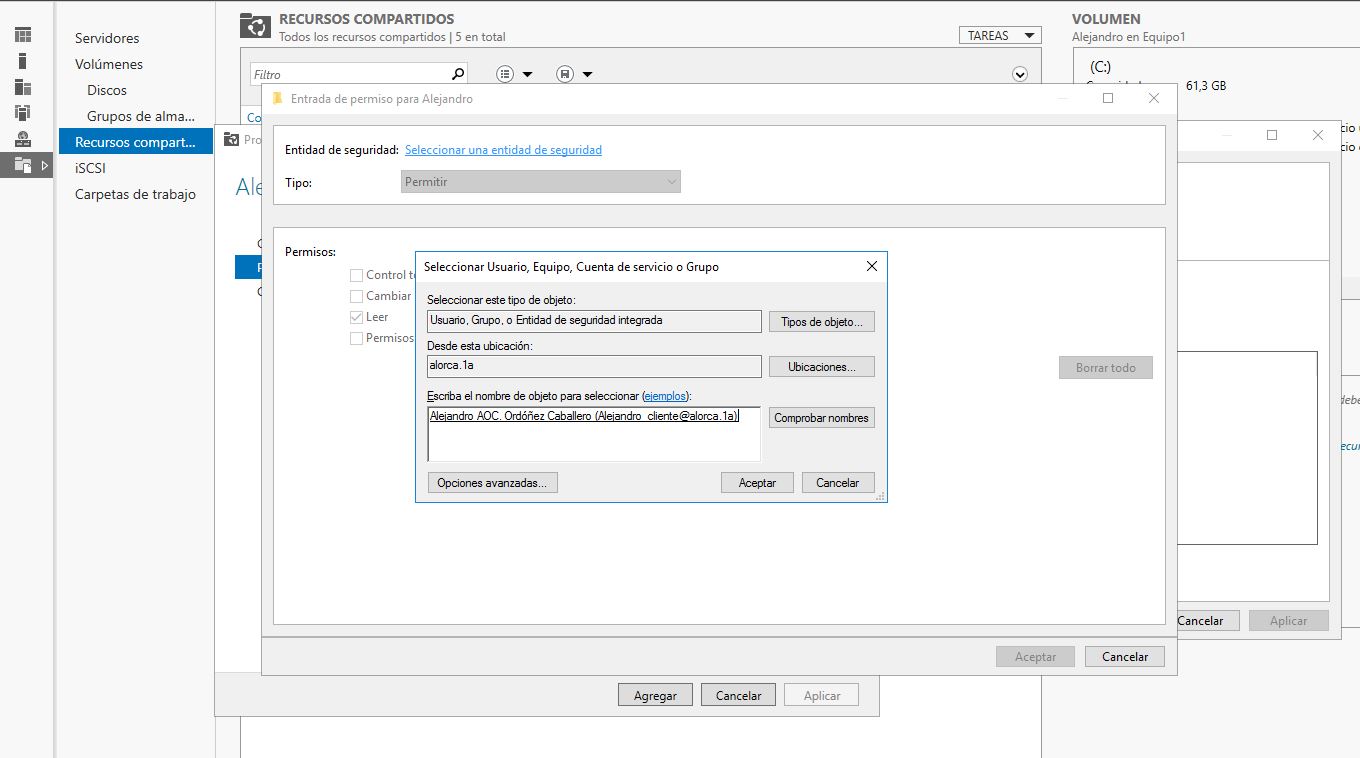 RECURSOS COMPARTIDOS
Todos los recursos compartidos | 5 en total
TAREAS
Filtro
VOLUMEN
Alejandro en Equipo1
(C:)
61,3 GB
Servidores
Volúmenes
Discos
Grupos de alma...
Recursos compart...
iSCSI
Carpetas de trabajo
Co
Pro
Ale
Entrada de permiso para Alejandro
Entidad de seguridad: Seleccionar una entidad de seguridad
Tipo: Permitir
Permisos:
Control to
Cambiar
Leer
Permisos
Borrar todo
Seleccionar Usuario, Equipo, Cuenta de servicio o Grupo
Seleccionar este tipo de objeto:
Usuario, Grupo, o Entidad de seguridad integrada
Tipos de objeto...
Desde esta ubicación:
alorca.1a
Ubicaciones...
Escriba el nombre de objeto para seleccionar (ejemplos):
Alejandro AOC. Ordóñez Caballero (Alejandro_cliente@alorca.1a)
Comprobar nombres
Opciones avanzadas...
Aceptar
Cancelar
Cancelar
Aplicar
Aceptar
Cancelar
Agregar
Cancelar
Aplicar